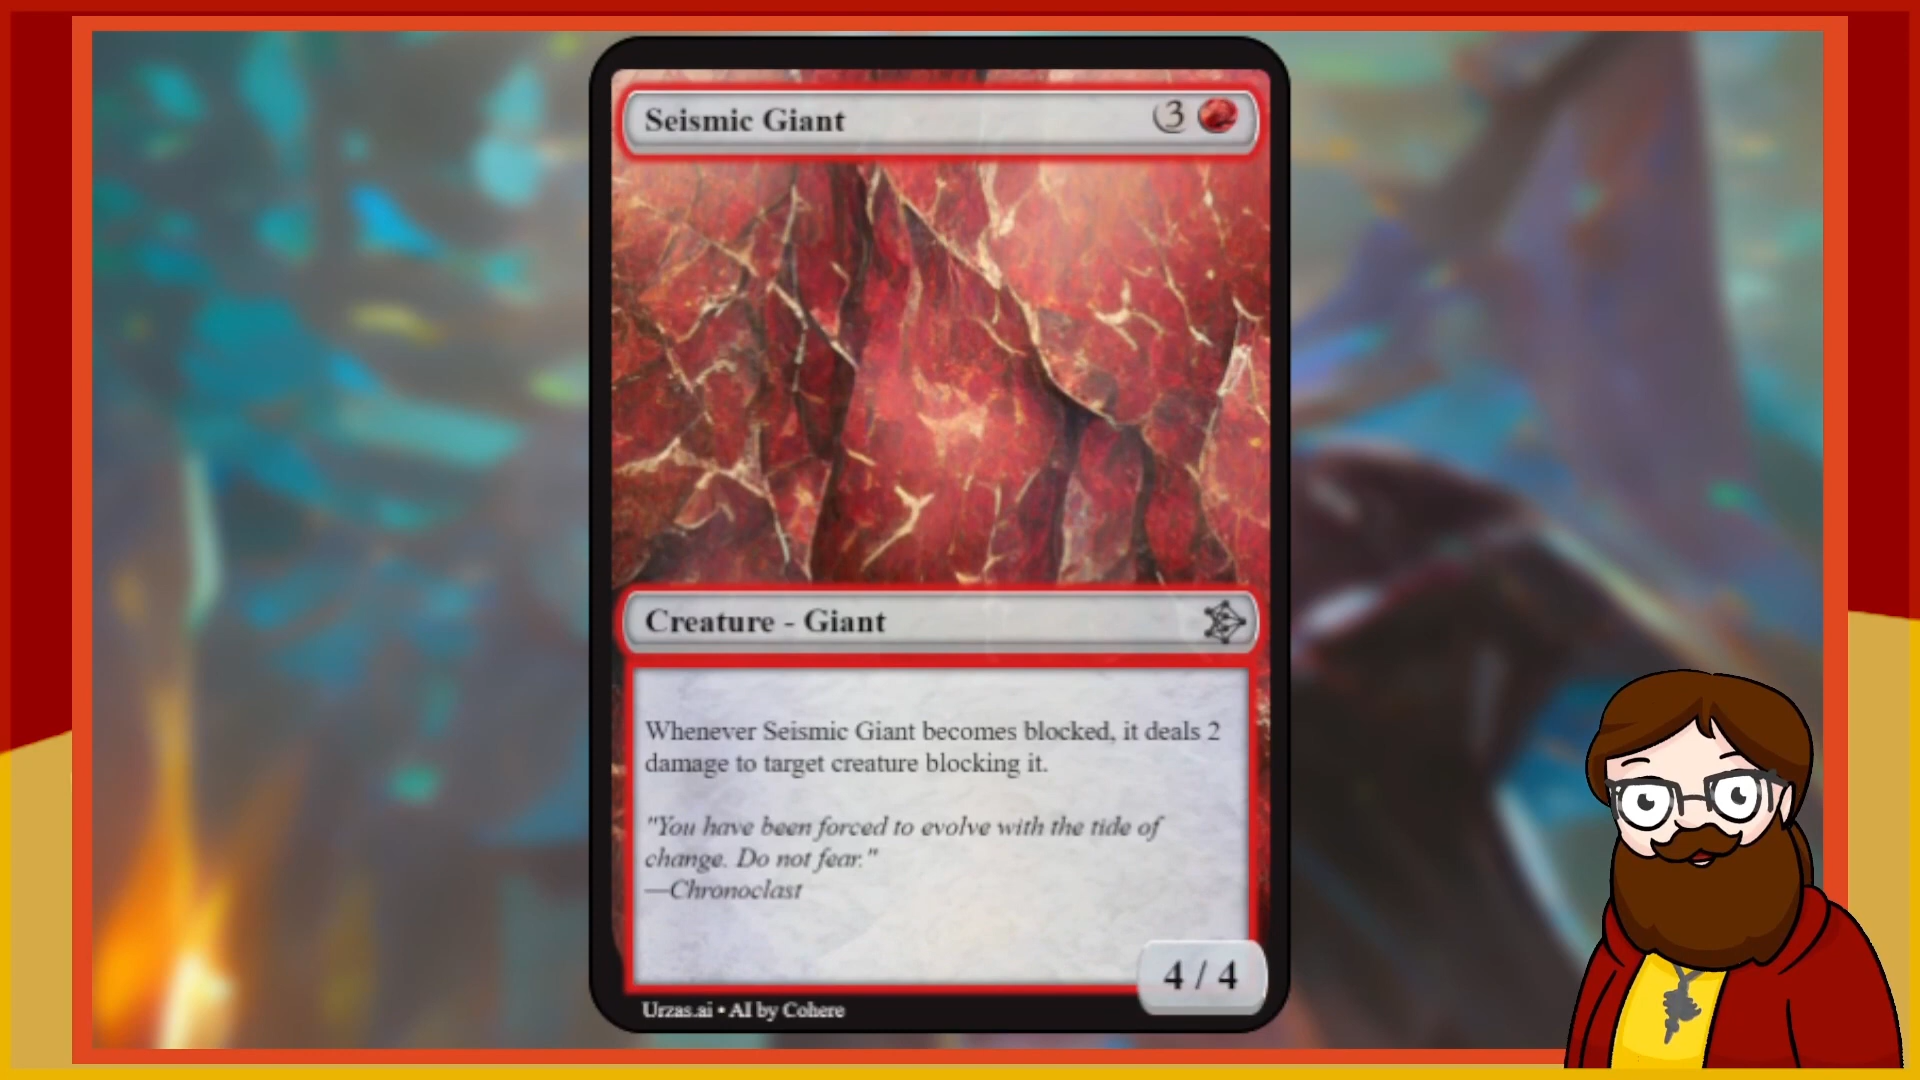 Seismic Giant 3
Creature - Giant
Whenever Seismic Giant becomes blocked, it deals 2
damage to target creature blocking it.
"You have been forced to evolve with the tide of
change. Do not fear."
—Chronoclast
4 / 4
Urzas.ai • AI by Cohere